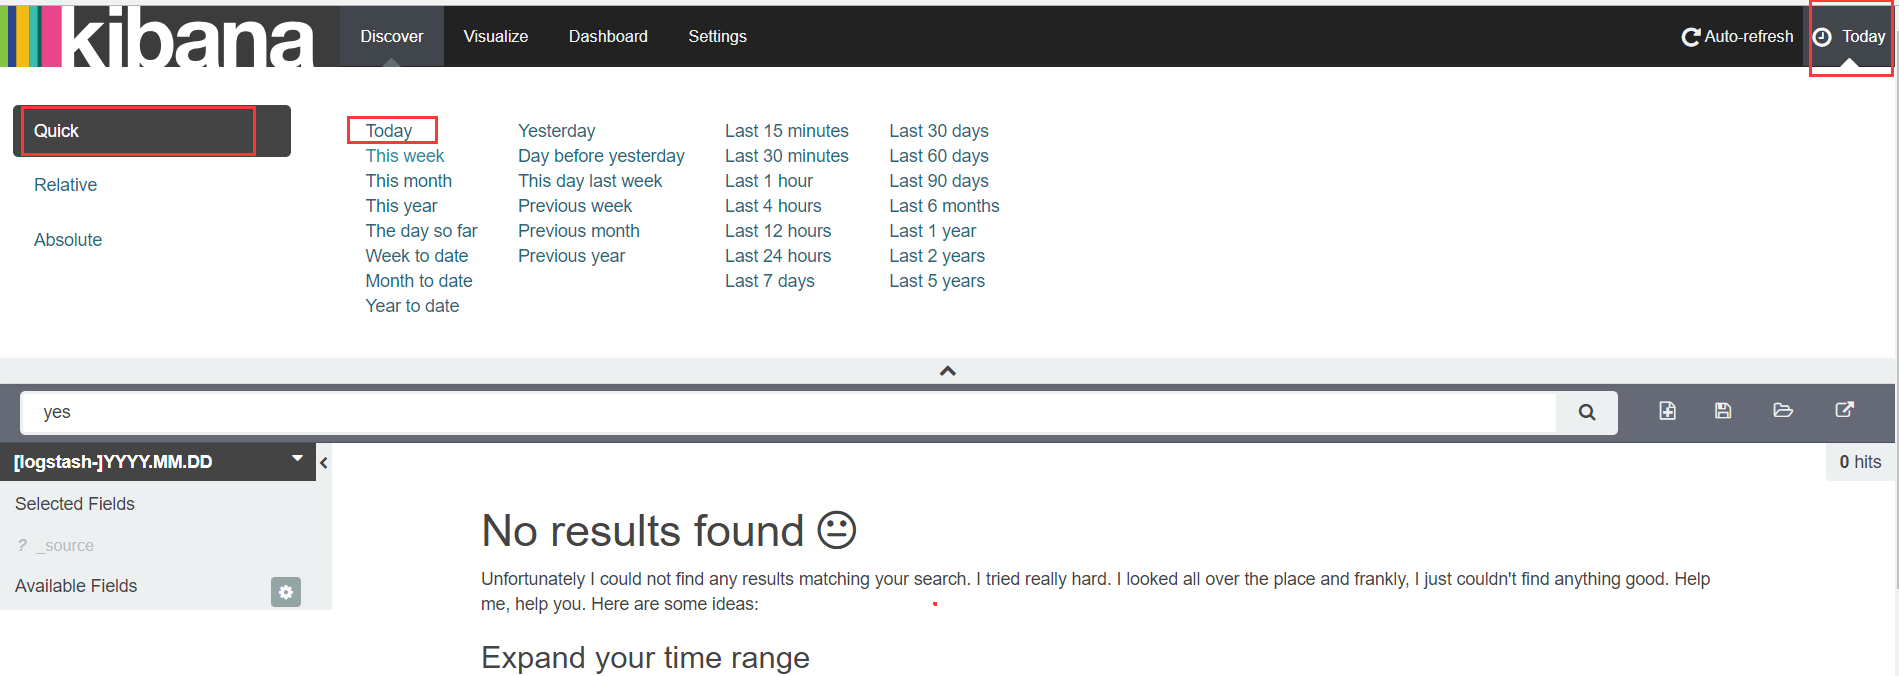 kibana Discover Visualize Dashboard Settings Auto-refresh Today
Quick
Relative
Absolute
Today
This week
This month
This year
The day so far
Week to date
Month to date
Year to date
Yesterday
Day before yesterday
This day last week
Previous week
Previous month
Previous year
Last 15 minutes
Last 30 minutes
Last 1 hour
Last 4 hours
Last 12 hours
Last 24 hours
Last 7 days
Last 30 days
Last 60 days
Last 90 days
Last 6 months
Last 1 year
Last 2 years
Last 5 years
yes
[logstash-]YYYY.MM.DD
0 hits
Selected Fields
? _source
Available Fields
No results found
Unfortunately I could not find any results matching your search. I tried really hard. I looked all over the place and frankly, I just couldn't find anything good. Help
me, help you. Here are some ideas:
Expand your time range